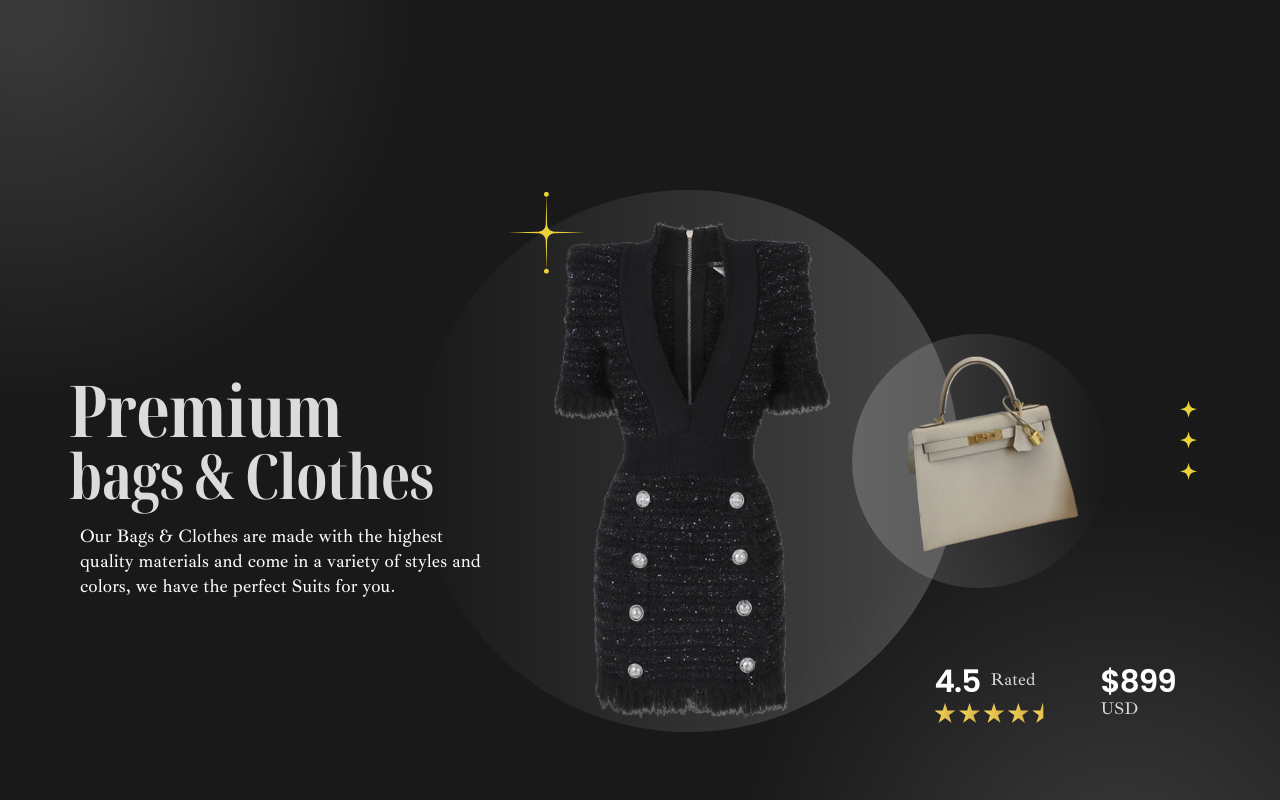 Premium
bags & Clothes
Our Bags & Clothes are made with the highest
quality materials and come in a variety of styles and
colors, we have the perfect Suits for you.
4.5 Rated
$899
USD